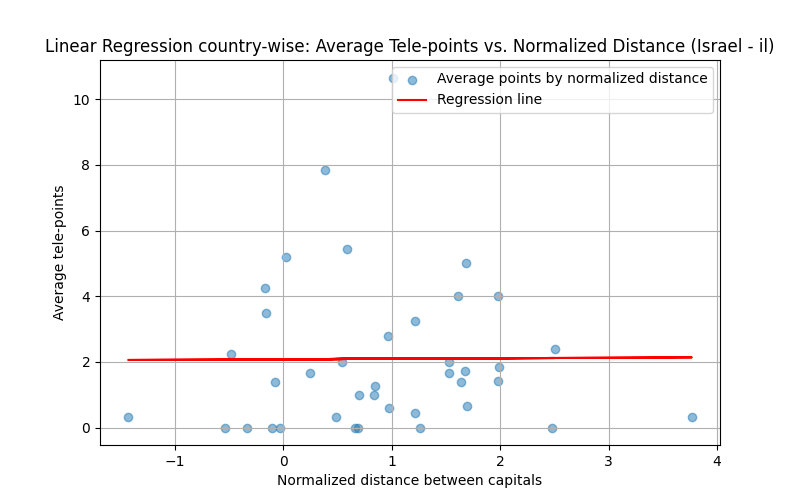 Linear Regression country-wise: Average Tele-points vs. Normalized Distance (Israel - il)
Average points by normalized distance
Regression line
10
8
6
4
2
0
Average tele-points
−1
0
1
2
3
4
Normalized distance between capitals